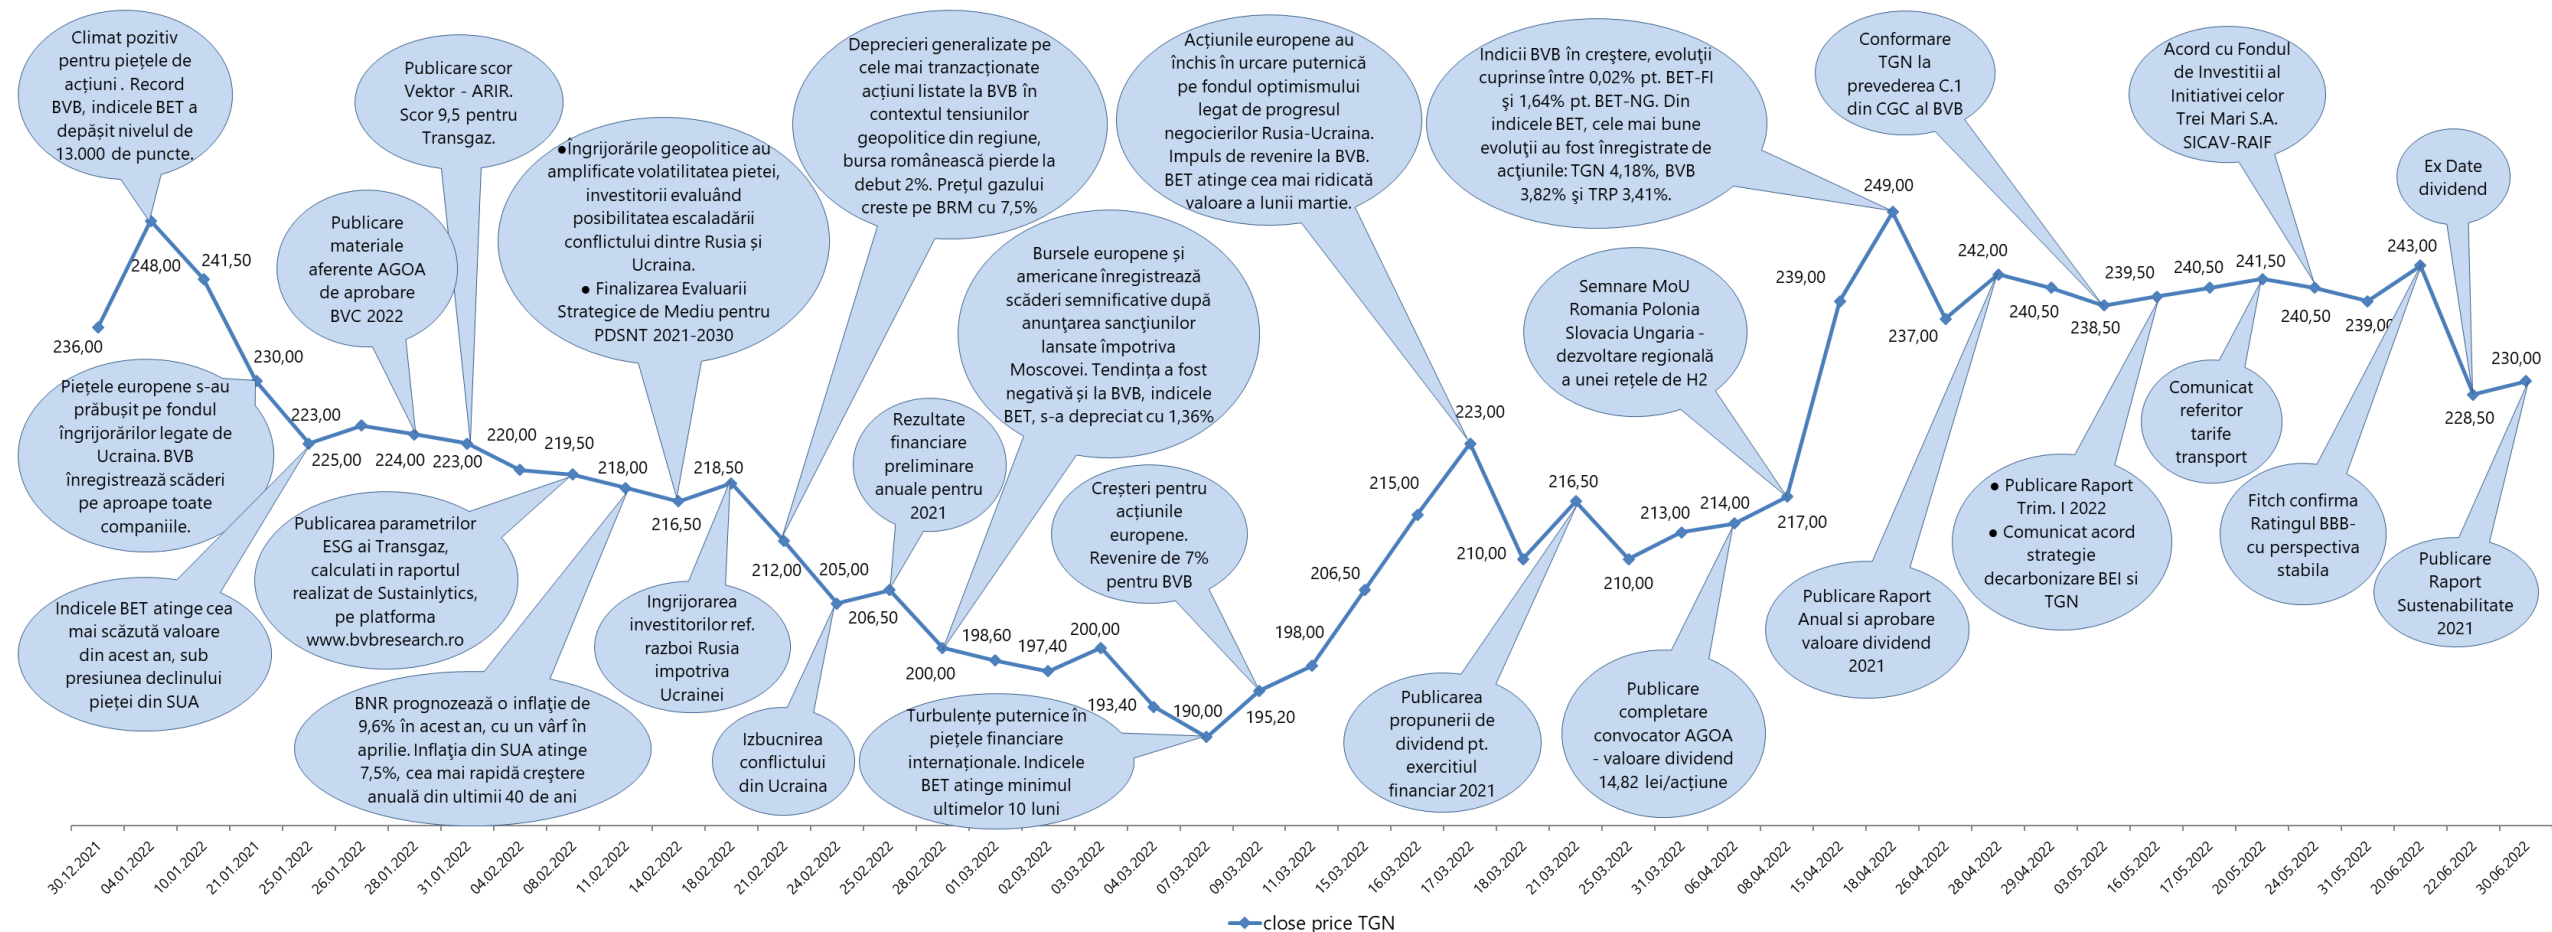 Climat pozitiv
pentru piețele de
acțiuni . Record
BVB, indicele BET a
depășit nivelul de
13.000 de puncte.
Publicare scor
Vektor - ARIR.
Scor 9,5 pentru
Transgaz.
Publicare
materiale
aferente AGOA
de aprobare
BVC 2022
●Îngrijorările geopolitice au
amplificate volatilitatea pietei,
investitorii evaluând
posibilitatea escaladării
conflictului dintre Rusia și
Ucraina.
● Finalizarea Evaluarii
Strategice de Mediu pentru
PDSNT 2021-2030
Deprecieri generalizate pe
cele mai tranzacționate
acțiuni listate la BVB în
contextul tensiunilor
geopolitice din regiune,
bursa românească pierde la
debut 2%. Prețul gazului
creste pe BRM cu 7,5%
Bursele europene și
americane înregistrează
scăderi semnificative după
anunţarea sancţiunilor
lansate împotriva
Moscovei. Tendința a fost
negativă și la BVB, indicele
BET, s-a depreciat cu 1,36%
Acțiunile europene au
închis în urcare puternică
pe fondul optimismului
legat de progresul
negocierilor Rusia-Ucraina.
Impuls de revenire la BVB.
BET atinge cea mai ridicată
valoare a lunii martie.
Indicii BVB în creştere, evoluţii
cuprinse între 0,02% pt. BET-FI
şi 1,64% pt. BET-NG. Din
indicele BET, cele mai bune
evoluţii au fost înregistrate de
acţiunile: TGN 4,18%, BVB
3,82% şi TRP 3,41%.
Semnare MoU
Romania Polonia
Slovacia Ungaria -
dezvoltare regională
a unei rețele de H2
Conformare
TGN la
prevederea C.1
din CGC al BVB
Acord cu Fondul
de Investitii al
Initiativei celor
Trei Mari S.A.
SICAV-RAIF
Ex Date
dividend
Piețele europene s-au
prăbușit pe fondul
îngrijorărilor legate de
Ucraina. BVB
înregistrează scăderi
pe aproape toate
companiile.
Indicele BET atinge cea
mai scăzută valoare
din acest an, sub
presiunea declinului
pieței din SUA
Publicarea parametrilor
ESG ai Transgaz,
calculati in raportul
realizat de Sustainlytics,
pe platforma
www.bvbresearch.ro
BNR prognozează o inflaţie de
9,6% în acest an, cu un vârf în
aprilie. Inflaţia din SUA atinge
7,5%, cea mai rapidă creştere
anuală din ultimii 40 de ani
Ingrijorarea
investitorilor ref.
razboi Rusia
impotriva
Ucrainei
Izbucnirea
conflictului
din Ucraina
Rezultate
financiare
preliminare
anuale pentru
2021
Turbulențe puternice în
piețele financiare
internaționale. Indicele
BET atinge minimul
ultimelor 10 luni
Creșteri pentru
acțiunile
europene.
Revenire de 7%
pentru BVB
Publicarea
propunerii de
dividend pt.
exercitiul
financiar 2021
Publicare
completare
convocator AGOA
- valoare dividend
14,82 lei/acțiune
Publicare Raport
Anual si aprobare
valoare dividend
2021
● Publicare Raport
Trim. I 2022
● Comunicat acord
strategie
decarbonizare BEI si
TGN
Comunicat
referitor
tarife
transport
Fitch confirma
Ratingul BBB-
cu perspectiva
stabila
Publicare
Raport
Sustenabilitate
2021
236,00
248,00
241,50
230,00
223,00
225,00
224,00
223,00
220,00
219,50
218,00
216,50
218,50
212,00
205,00
206,50
200,00
198,60
197,40
200,00
193,40
190,00
195,20
198,00
206,50
215,00
223,00
210,00
216,50
210,00
213,00
214,00
217,00
239,00
249,00
237,00
242,00
240,50
238,50
239,50
240,50
241,50
240,50
239,00
243,00
228,50
230,00
30.12.2021
04.01.2022
10.01.2022
21.01.2022
25.01.2022
26.01.2022
28.01.2022
31.01.2022
04.02.2022
08.02.2022
11.02.2022
14.02.2022
18.02.2022
21.02.2022
24.02.2022
25.02.2022
28.02.2022
01.03.2022
02.03.2022
03.03.2022
04.03.2022
07.03.2022
09.03.2022
11.03.2022
15.03.2022
16.03.2022
17.03.2022
18.03.2022
21.03.2022
25.03.2022
31.03.2022
06.04.2022
08.04.2022
15.04.2022
18.04.2022
26.04.2022
28.04.2022
29.04.2022
03.05.2022
16.05.2022
17.05.2022
20.05.2022
24.05.2022
31.05.2022
20.06.2022
22.06.2022
30.06.2022
close price TGN